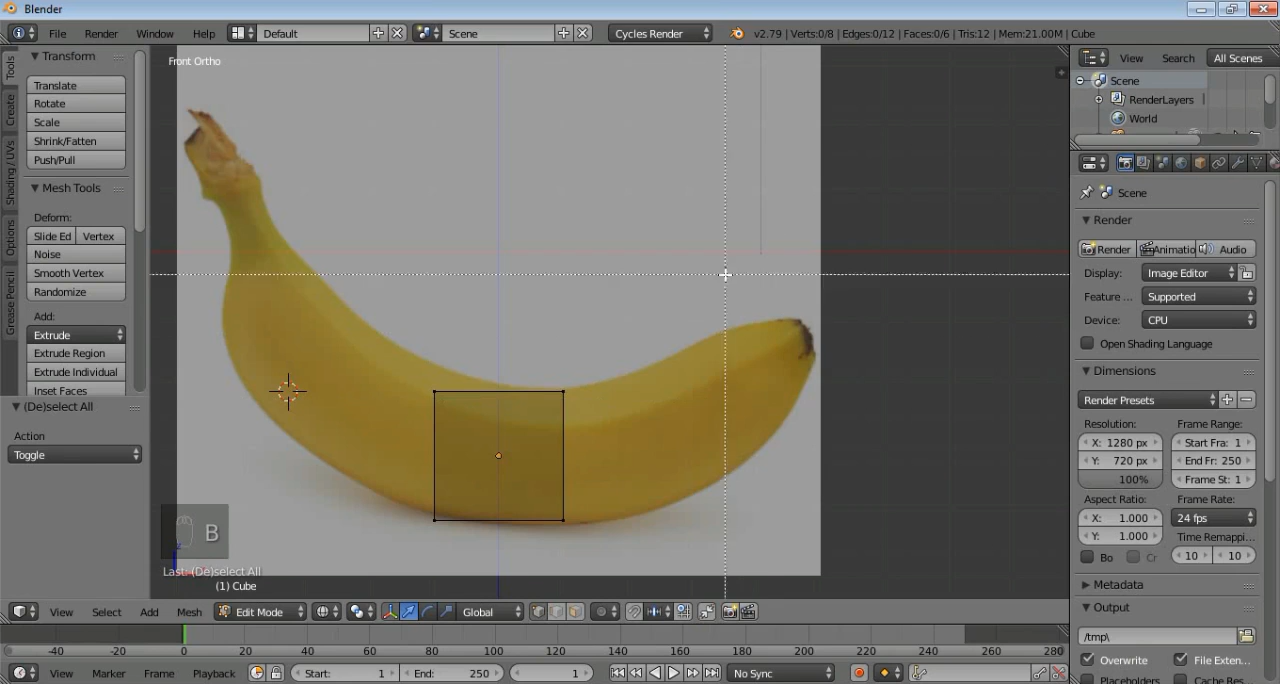 Blender
File Render Window Help Default Scene Cycles Render v2.79 | Verts:0/8 | Edges:0/12 | Faces:0/6 | Tris:12 | Mem:21.00M | Cube
Tools
Create
Shading / UVs
Options
Grease Pencil
Transform
Translate
Rotate
Scale
Shrink/Fatten
Push/Pull
Mesh Tools
Deform:
Slide Ed Vertex
Noise
Smooth Vertex
Randomize
Add:
Extrude
Extrude Region
Extrude Individual
Inset Faces
(De)select All
Action
Toggle
Front Ortho
B
Last: (De)select All
(1) Cube
View Search All Scenes
Scene
RenderLayers
World
Scene
Render
Render Animatio Audio
Display: Image Editor
Feature ... Supported
Device: CPU
Open Shading Language
Dimensions
Render Presets
Resolution: Frame Range:
X: 1280 px Start Fra: 1
Y: 720 px End Fr: 250
100% Frame St: 1
Aspect Ratio: Frame Rate:
X: 1.000 24 fps
Y: 1.000 Time Remappi...
Bo Cr 10 10
Metadata
Output
/tmp\
Overwrite File Exten...
Placeholders Cache Res...
View Select Add Mesh Edit Mode Global
-40 -20 0 20 40 60 80 100 120 140 160 180 200 220 240 260 280
View Marker Frame Playback Start: 1 End: 250 1 No Sync